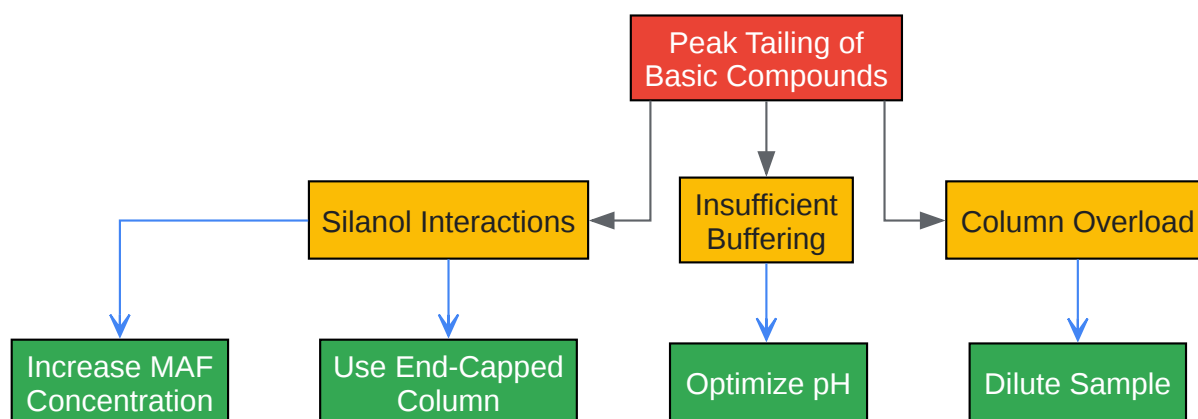 Peak Tailing of
Basic Compounds
Silanol Interactions
Insufficient
Buffering
Column Overload
Increase MAF
Concentration
Use End-Capped
Column
Optimize pH
Dilute Sample